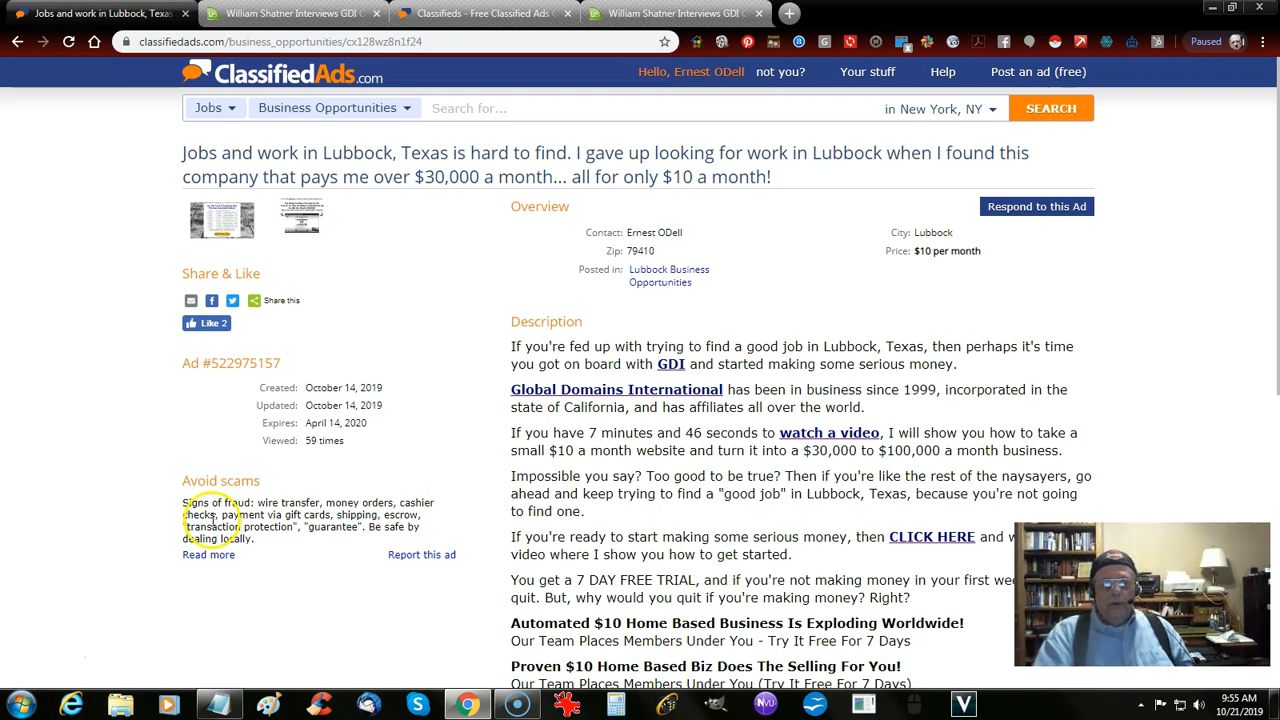 Jobs and work in Lubbock, Texas
William Shatner Interviews GDI
Classifieds - Free Classified Ads
William Shatner Interviews GDI
classifiedads.com/business_opportunities/cx128wz8n1f24
Paused
ClassifiedAds.com
Hello, Ernest ODell not you? Your stuff Help Post an ad (free)
Jobs Business Opportunities Search for... in New York, NY SEARCH
Jobs and work in Lubbock, Texas is hard to find. I gave up looking for work in Lubbock when I found this
company that pays me over $30,000 a month... all for only $10 a month!
Share & Like
Share this
Like 2
Ad #522975157
Created: October 14, 2019
Updated: October 14, 2019
Expires: April 14, 2020
Viewed: 59 times
Avoid scams
Signs of fraud: wire transfer, money orders, cashier
checks, payment via gift cards, shipping, escrow,
"transaction protection", "guarantee". Be safe by
dealing locally.
Read more Report this ad
Overview
Respond to this Ad
Contact: Ernest ODell City: Lubbock
Zip: 79410 Price: $10 per month
Posted in: Lubbock Business
Opportunities
Description
If you're fed up with trying to find a good job in Lubbock, Texas, then perhaps it's time
you got on board with GDI and started making some serious money.
Global Domains International has been in business since 1999, incorporated in the
state of California, and has affiliates all over the world.
If you have 7 minutes and 46 seconds to watch a video, I will show you how to take a
small $10 a month website and turn it into a $30,000 to $100,000 a month business.
Impossible you say? Too good to be true? Then if you're like the rest of the naysayers, go
ahead and keep trying to find a "good job" in Lubbock, Texas, because you're not going
to find one.
If you're ready to start making some serious money, then CLICK HERE and
video where I show you how to get started.
You get a 7 DAY FREE TRIAL, and if you're not making money in your first
quit. But, why would you quit if you're making money? Right?
Automated $10 Home Based Business Is Exploding Worldwide!
Our Team Places Members Under You - Try It Free For 7 Days
Proven $10 Home Based Biz Does The Selling For You!
Our Team Places Members Under You (Try It Free For 7 Days)
9:55 AM
10/21/2019